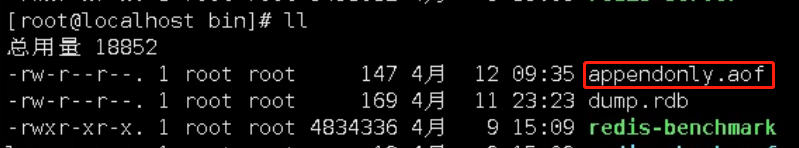 [root@localhost bin]# ll
总用量 18852
-rw-r--r--. 1 root root 147 4月 12 09:35 appendonly.aof
-rw-r--r--. 1 root root 169 4月 11 23:23 dump.rdb
-rwxr-xr-x. 1 root root 4834336 4月 9 15:09 redis-benchmark